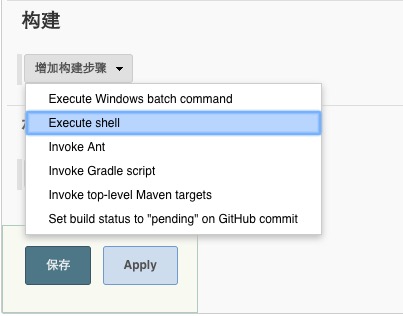 构建
增加构建步骤
Execute Windows batch command
Execute shell
Invoke Ant
Invoke Gradle script
Invoke top-level Maven targets
Set build status to "pending" on GitHub commit
保存
Apply